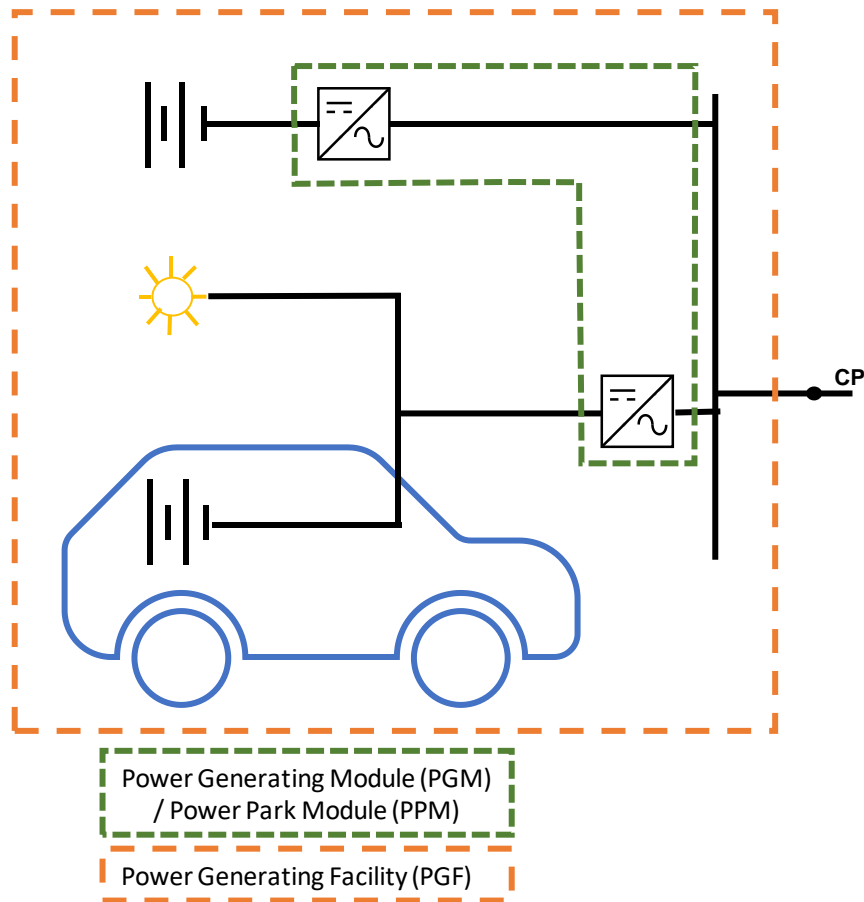 CP
Power Generating Module (PGM)
/ Power Park Module (PPM)
Power Generating Facility (PGF)